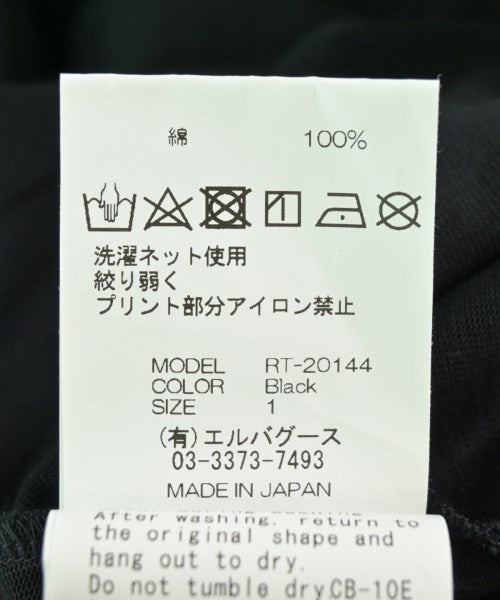 綿 100%
洗濯ネット使用
絞り弱く
プリント部分アイロン禁止
MODEL RT-20144
COLOR Black
SIZE 1
(有)エルバグース
03-3373-7493
MADE IN JAPAN
After washing, return to
the original shape and
hang out to dry.
Do not tumble dry CB-10E